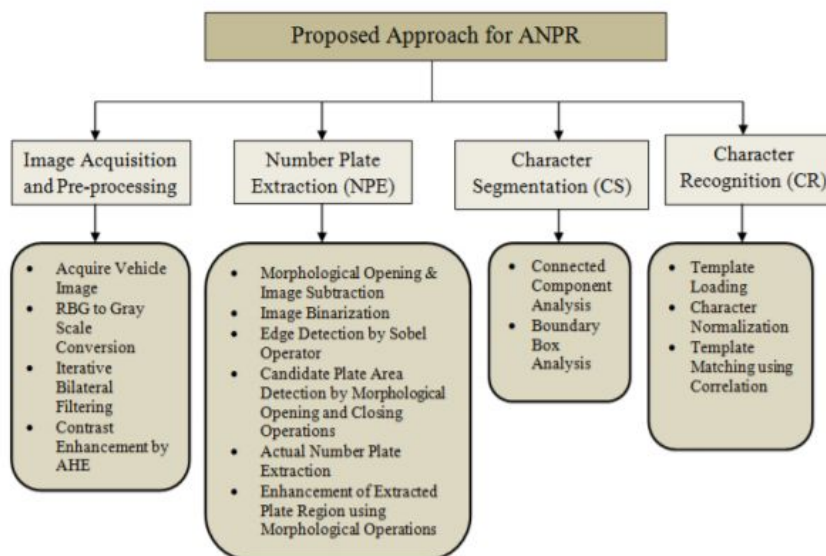 Proposed Approach for ANPR
Image Acquisition
and Pre-processing
Number Plate
Extraction (NPE)
Character
Segmentation (CS)
Character
Recognition (CR)
• Acquire Vehicle
Image
• RBG to Gray
Scale
Conversion
• Iterative
Bilateral
Filtering
• Contrast
Enhancement by
AHE
• Morphological Opening &
Image Subtraction
• Image Binarization
• Edge Detection by Sobel
Operator
• Candidate Plate Area
Detection by Morphological
Opening and Closing
Operations
• Actual Number Plate
Extraction
• Enhancement of Extracted
Plate Region using
Morphological Operations
• Connected
Component
Analysis
• Boundary
Box
Analysis
• Template
Loading
• Character
Normalization
• Template
Matching using
Correlation